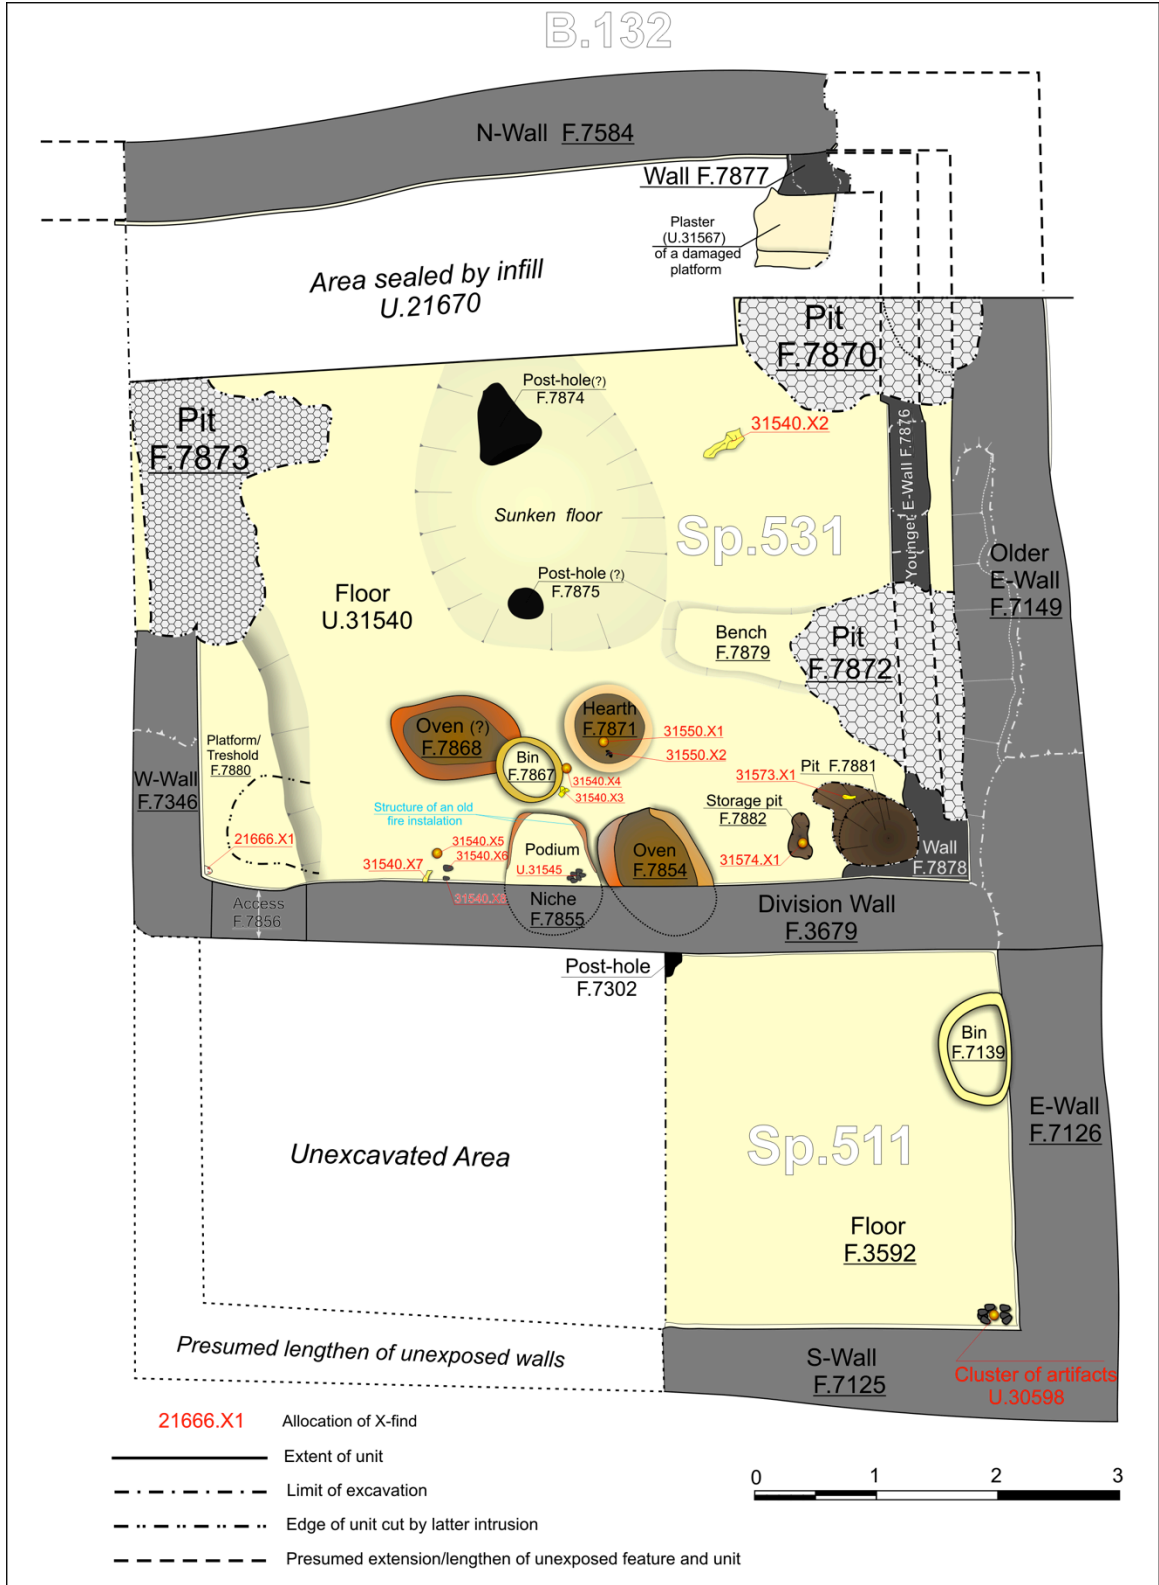 B.132
N-Wall F.7584
Wall F.7877
Plaster
(U.31567)
of a damaged
platform
Area sealed by infill
U.21670
Pit
F.7870
Post-hole(?)
F.7874
31540.X2
Pit
F.7873
Younger E-Wall F.7876
Sunken floor
Sp.531
Older
E-Wall
F.7149
Floor
U.31540
Post-hole (?)
F.7875
Bench
F.7879
Pit
F.7872
Oven (?)
F.7868
Hearth
F.7871
31550.X1
31550.X2
Bin
F.7867
Platform/
Treshold
F.7880
W-Wall
F.7346
31540.X4
31540.X3
31573.X1
Pit F.7881
Storage pit
F.7882
Structure of an old
fire instalation
21666.X1
31540.X5
31540.X6
31540.X7
Podium
U.31545
Oven
F.7854
31574.X1
Wall
F.7878
Access
F.7856
Niche
F.7855
Division Wall
F.3679
Post-hole
F.7302
Bin
F.7139
E-Wall
F.7126
Unexcavated Area
Sp.511
Floor
F.3592
Presumed lengthen of unexposed walls
S-Wall
F.7125
Cluster of artifacts
U.30598
21666.X1 Allocation of X-find
Extent of unit
Limit of excavation
Edge of unit cut by latter intrusion
Presumed extension/lengthen of unexposed feature and unit
0 1 2 3